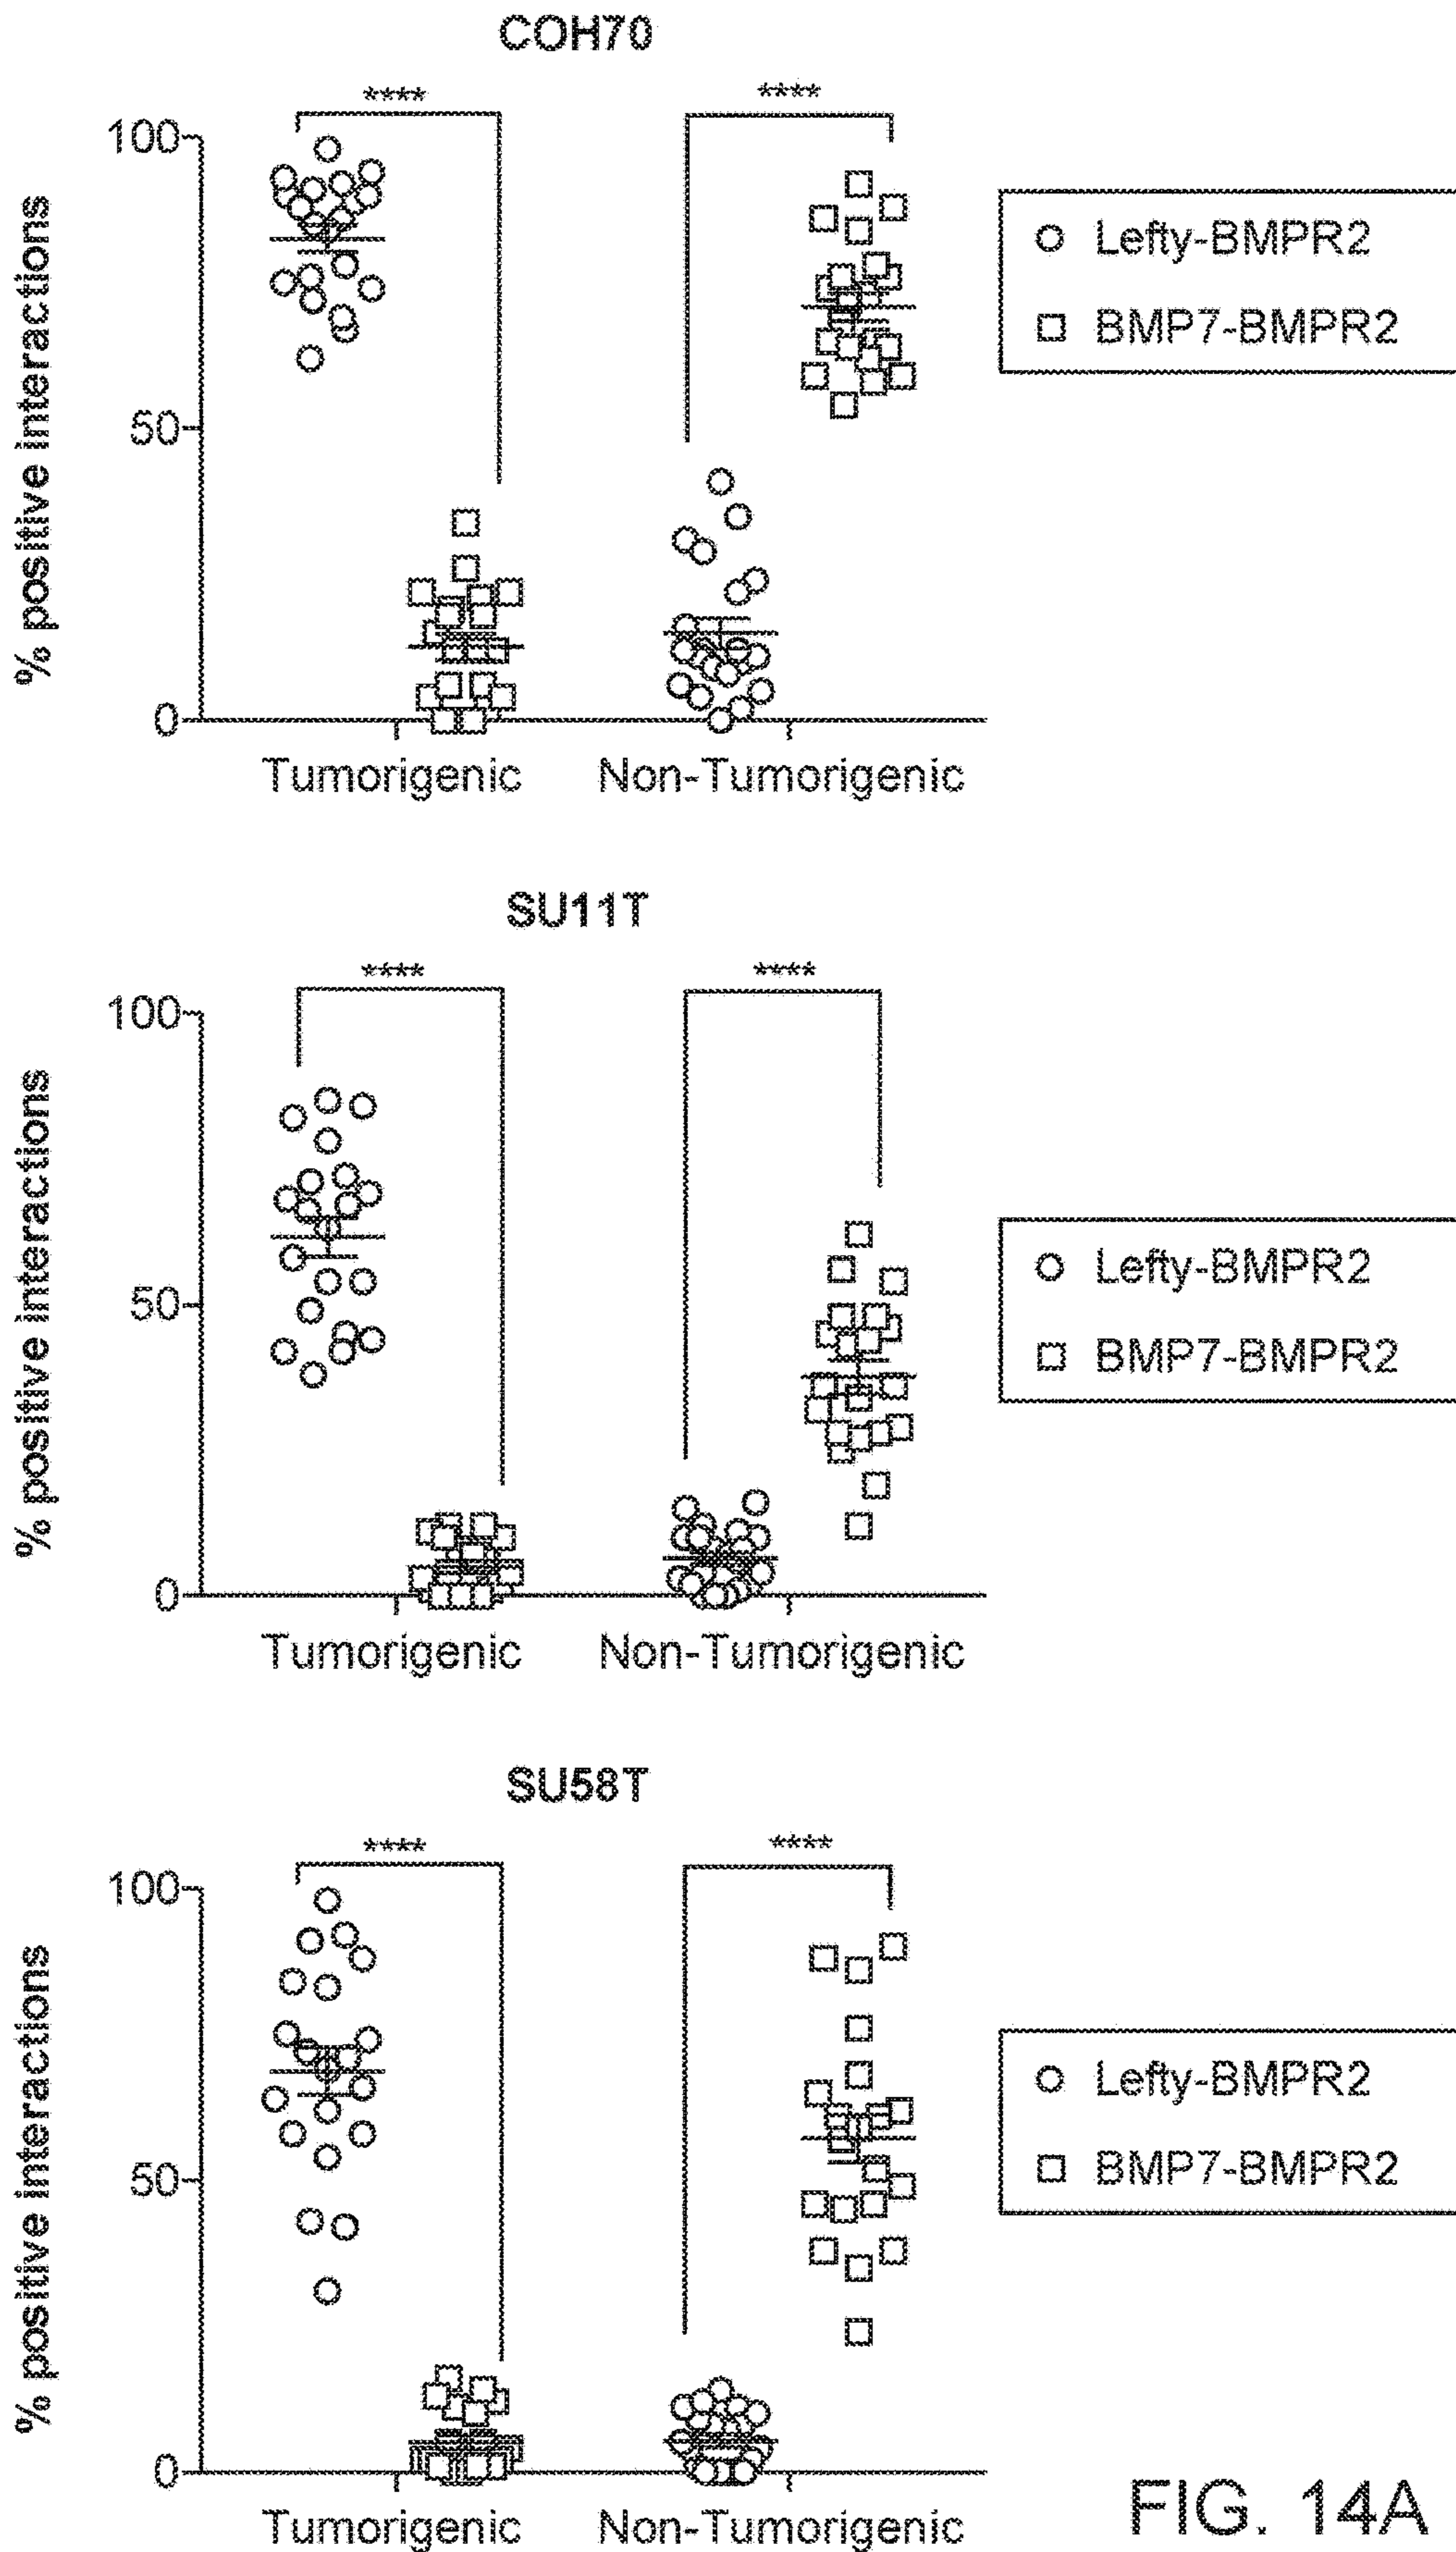 COH70
**** ****
100
50
0
% positive interactions
Tumorigenic Non-Tumorigenic
Lefty-BMPR2
BMP7-BMPR2
SU11T
**** ****
100
50
0
% positive interactions
Tumorigenic Non-Tumorigenic
Lefty-BMPR2
BMP7-BMPR2
SU58T
**** ****
100
50
0
% positive interactions
Tumorigenic Non-Tumorigenic
Lefty-BMPR2
BMP7-BMPR2
FIG. 14A